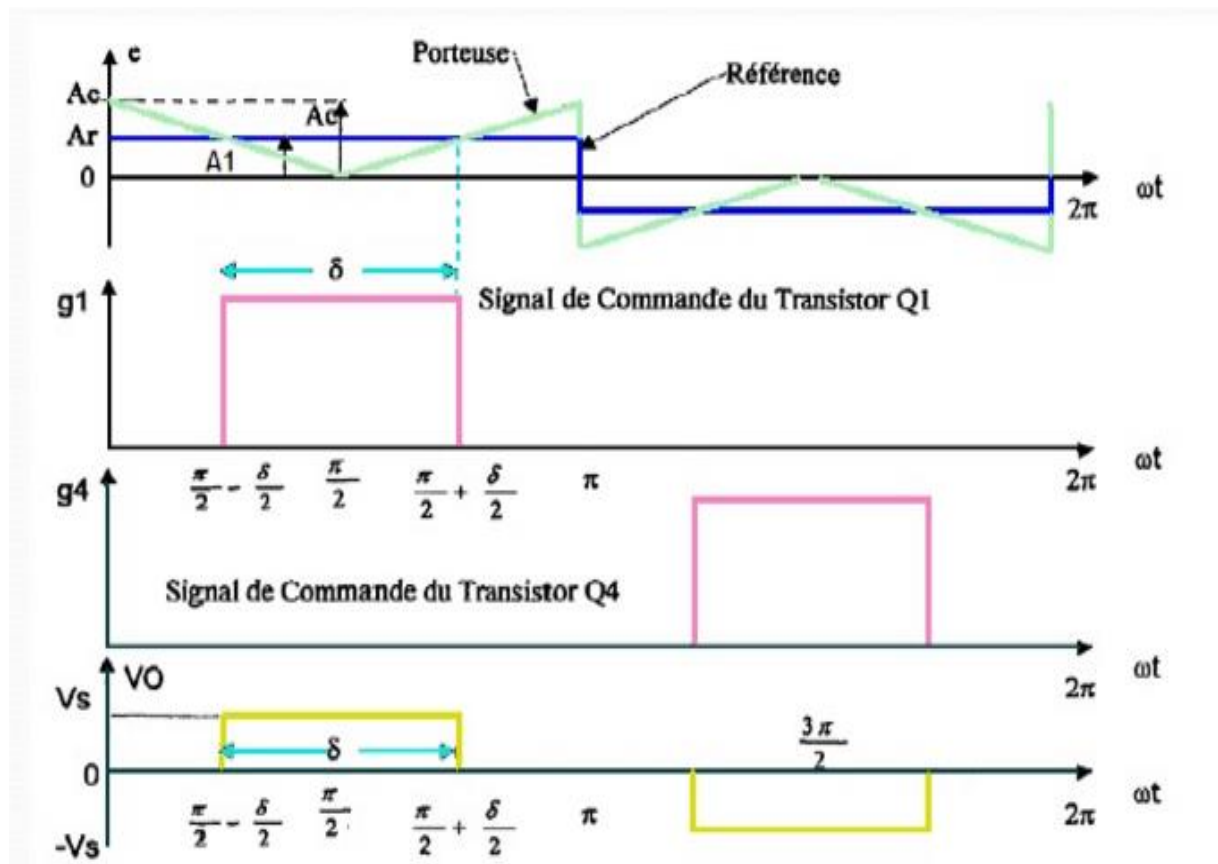 e
Porteuse
Référence
Ac
Ac
Ar
A1
0
2π
ωt
δ
g1
Signal de Commande du Transistor Q1
ωt
π/2 - δ/2
π/2
π/2 + δ/2
π
2π
g4
Signal de Commande du Transistor Q4
ωt
2π
VO
Vs
δ
3π/2
0
ωt
π/2 - δ/2
π/2
π/2 + δ/2
π
2π
-Vs